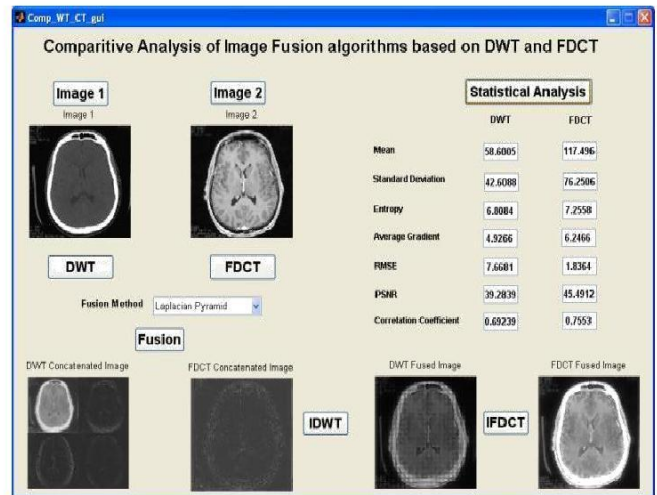 Comp_WT_CT_gui
Comparitive Analysis of Image Fusion algorithms based on DWT and FDCT
Image 1
Image 2
Statistical Analysis
Image 1
Image 2
DWT
FDCT
Mean
58.6005
117.496
Standard Deviation
42.6088
76.2506
Entropy
6.8084
7.2558
Average Gradient
4.9266
6.2466
RMSE
7.6681
1.8364
PSNR
39.2839
45.4912
Correlation Coefficient
0.69239
0.7553
DWT
FDCT
Fusion Method
Laplacian Pyramid
Fusion
DWT Concatenated Image
FDCT Concatenated Image
DWT Fused Image
FDCT Fused Image
IDWT
IFDCT